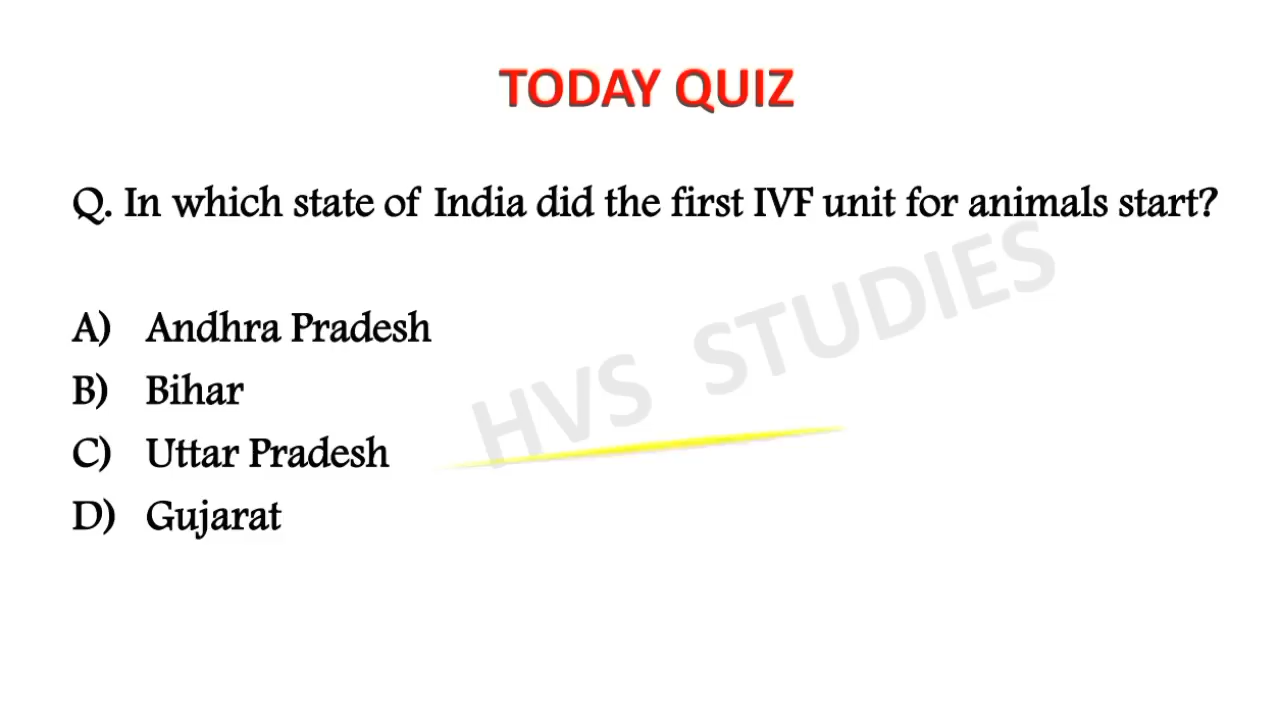 TODAY QUIZ
Q. In which state of India did the first IVF unit for animals start?
HVS STUDIES
A) Andhra Pradesh
B) Bihar
C) Uttar Pradesh
D) Gujarat